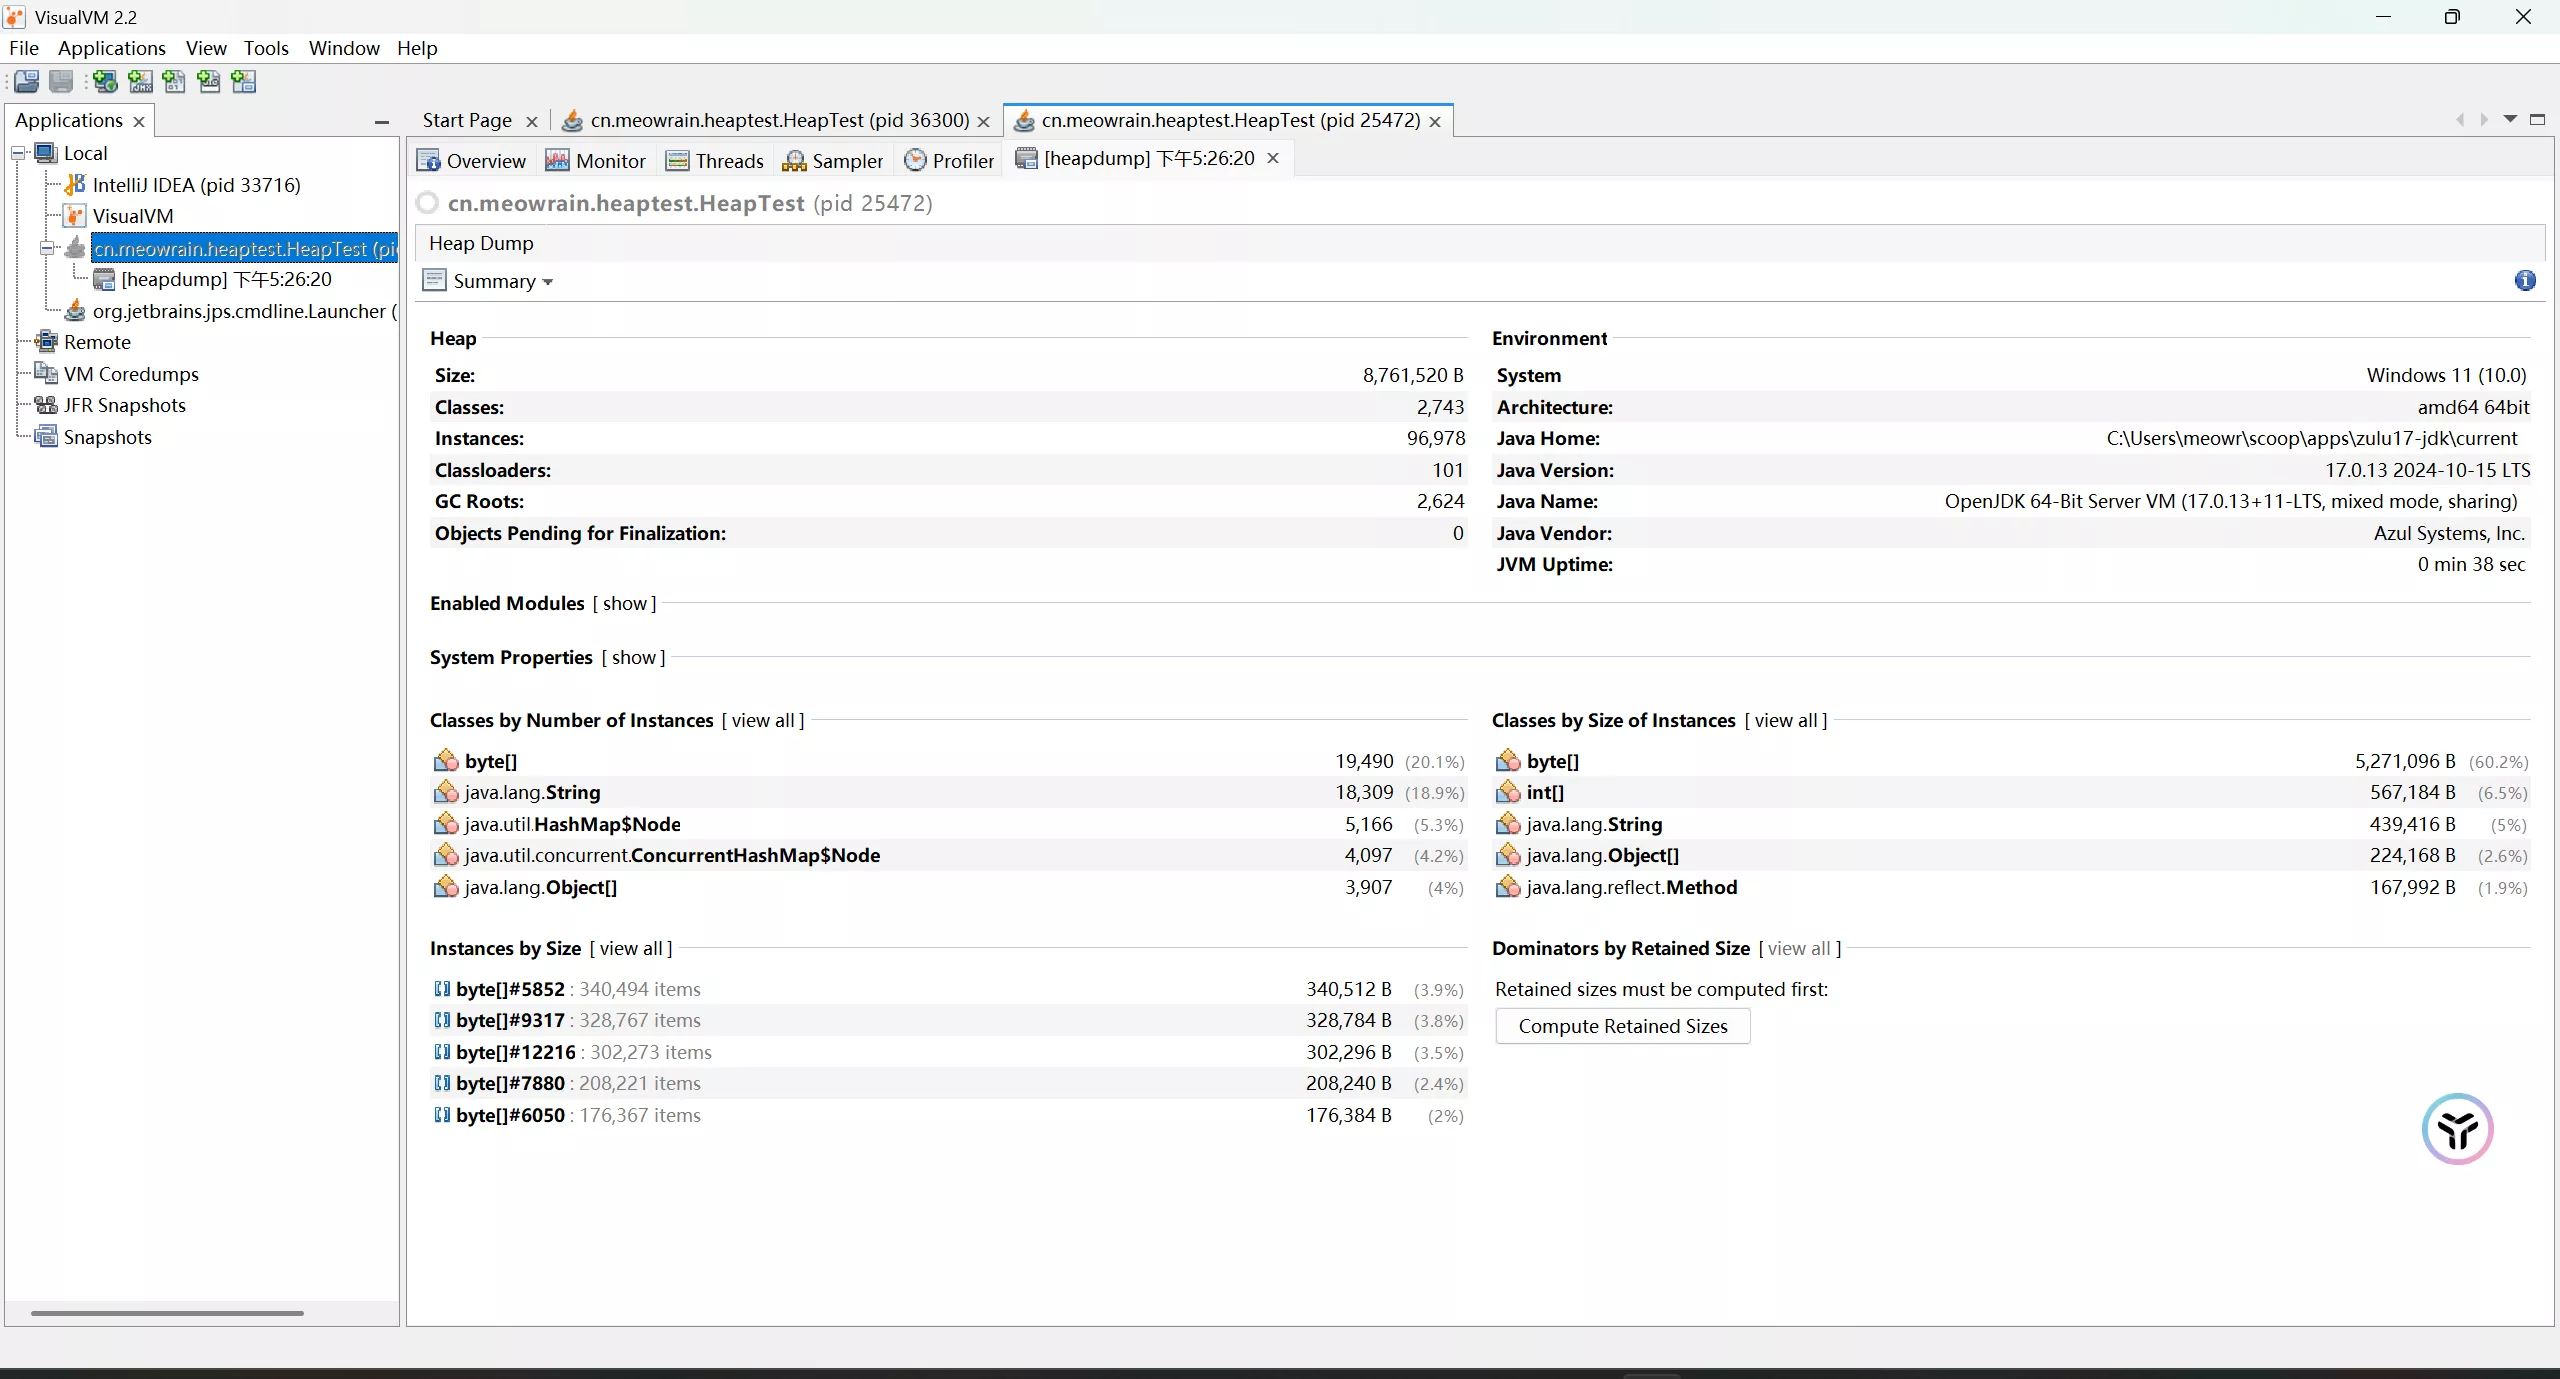 VisualVM 2.2
File Applications View Tools Window Help
Applications
Start Page
cn.meowrain.heaptest.HeapTest (pid 36300)
cn.meowrain.heaptest.HeapTest (pid 25472)
Local
IntelliJ IDEA (pid 33716)
VisualVM
cn.meowrain.heaptest.HeapTest (pi
[heapdump] 下午5:26:20
org.jetbrains.jps.cmdline.Launcher (
Remote
VM Coredumps
JFR Snapshots
Snapshots
Overview Monitor Threads Sampler Profiler [heapdump] 下午5:26:20
cn.meowrain.heaptest.HeapTest (pid 25472)
Heap Dump
Summary
Heap
Size: 8,761,520 B
Classes: 2,743
Instances: 96,978
Classloaders: 101
GC Roots: 2,624
Objects Pending for Finalization: 0
Environment
System Windows 11 (10.0)
Architecture: amd64 64bit
Java Home: C:\Users\meowr\scoop\apps\zulu17-jdk\current
Java Version: 17.0.13 2024-10-15 LTS
Java Name: OpenJDK 64-Bit Server VM (17.0.13+11-LTS, mixed mode, sharing)
Java Vendor: Azul Systems, Inc.
JVM Uptime: 0 min 38 sec
Enabled Modules [ show ]
System Properties [ show ]
Classes by Number of Instances [ view all ]
byte[] 19,490 (20.1%)
java.lang.String 18,309 (18.9%)
java.util.HashMap$Node 5,166 (5.3%)
java.util.concurrent.ConcurrentHashMap$Node 4,097 (4.2%)
java.lang.Object[] 3,907 (4%)
Classes by Size of Instances [ view all ]
byte[] 5,271,096 B (60.2%)
int[] 567,184 B (6.5%)
java.lang.String 439,416 B (5%)
java.lang.Object[] 224,168 B (2.6%)
java.lang.reflect.Method 167,992 B (1.9%)
Instances by Size [ view all ]
byte[]#5852 : 340,494 items 340,512 B (3.9%)
byte[]#9317 : 328,767 items 328,784 B (3.8%)
byte[]#12216 : 302,273 items 302,296 B (3.5%)
byte[]#7880 : 208,221 items 208,240 B (2.4%)
byte[]#6050 : 176,367 items 176,384 B (2%)
Dominators by Retained Size [ view all ]
Retained sizes must be computed first:
Compute Retained Sizes